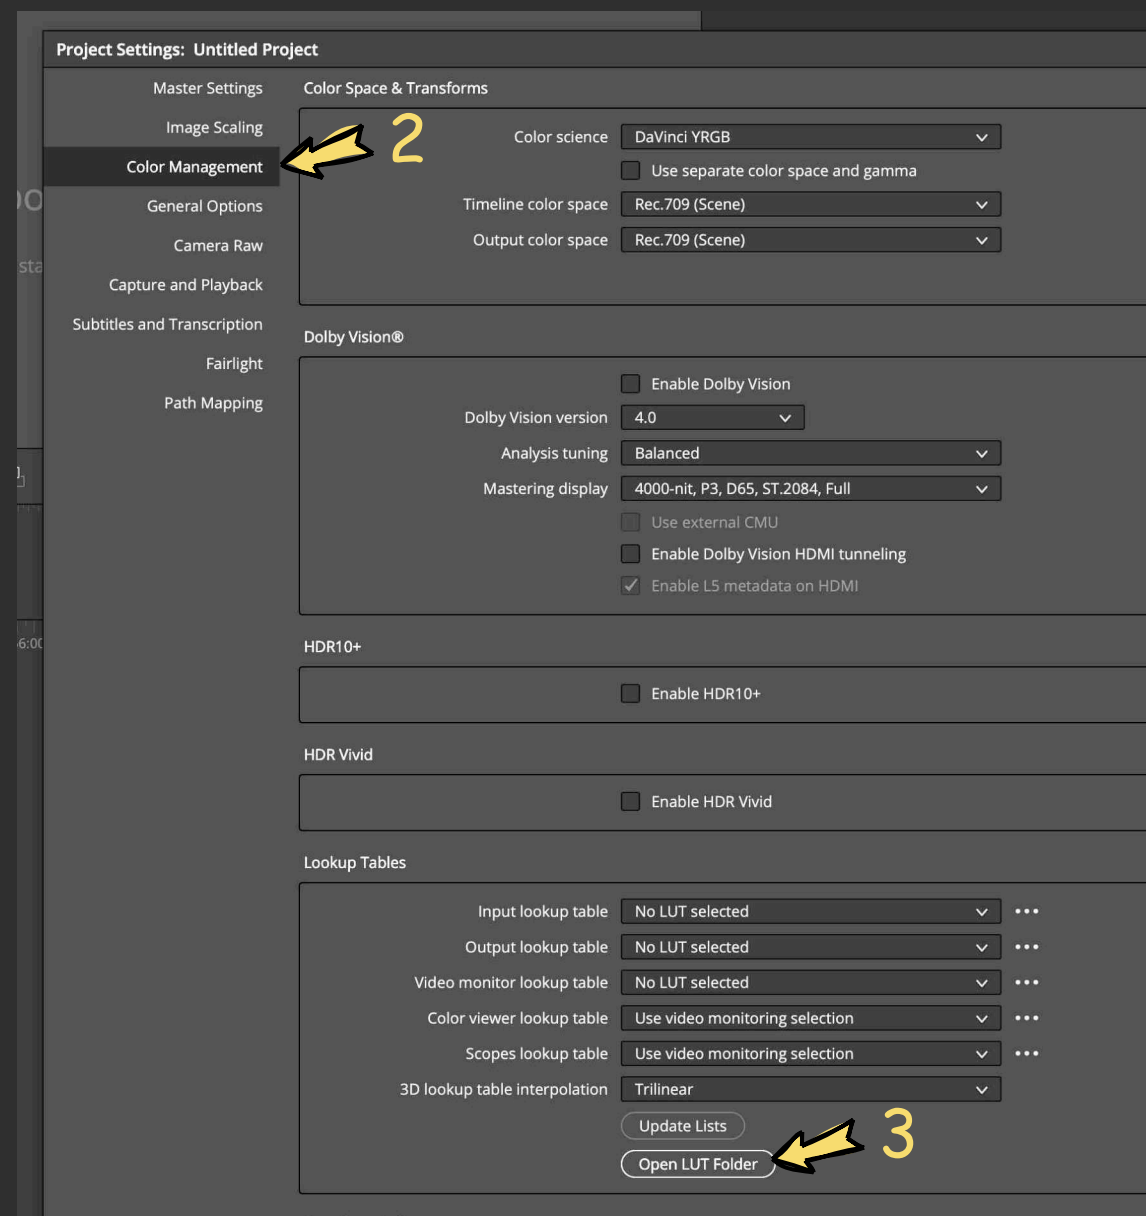 Project Settings: Untitled Project
Master Settings
Image Scaling
Color Management
General Options
Camera Raw
Capture and Playback
Subtitles and Transcription
Fairlight
Path Mapping
2
Color Space & Transforms
Color science DaVinci YRGB
Use separate color space and gamma
Timeline color space Rec.709 (Scene)
Output color space Rec.709 (Scene)
Dolby Vision®
Enable Dolby Vision
Dolby Vision version 4.0
Analysis tuning Balanced
Mastering display 4000-nit, P3, D65, ST.2084, Full
Use external CMU
Enable Dolby Vision HDMI tunneling
Enable L5 metadata on HDMI
HDR10+
Enable HDR10+
HDR Vivid
Enable HDR Vivid
Lookup Tables
Input lookup table No LUT selected •••
Output lookup table No LUT selected •••
Video monitor lookup table No LUT selected •••
Color viewer lookup table Use video monitoring selection •••
Scopes lookup table Use video monitoring selection •••
3D lookup table interpolation Trilinear
Update Lists
Open LUT Folder
3